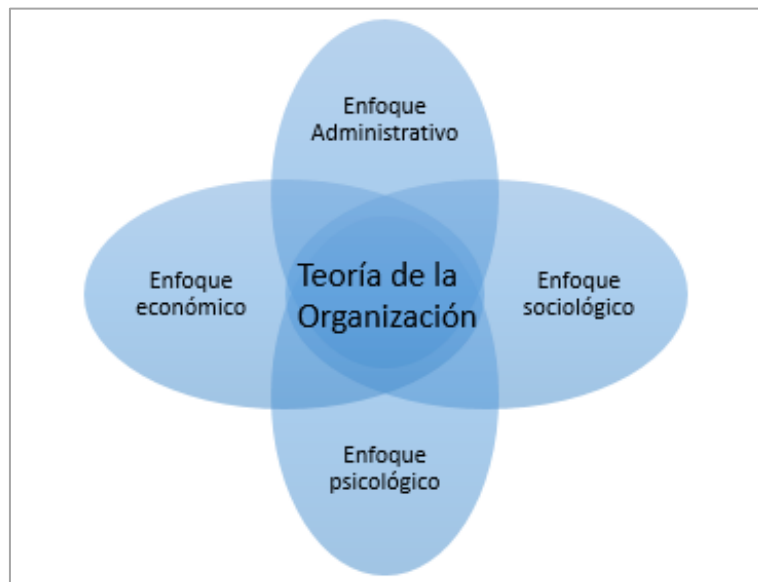 Enfoque
Administrativo
Enfoque
económico
Teoría de la
Organización
Enfoque
sociológico
Enfoque
psicológico